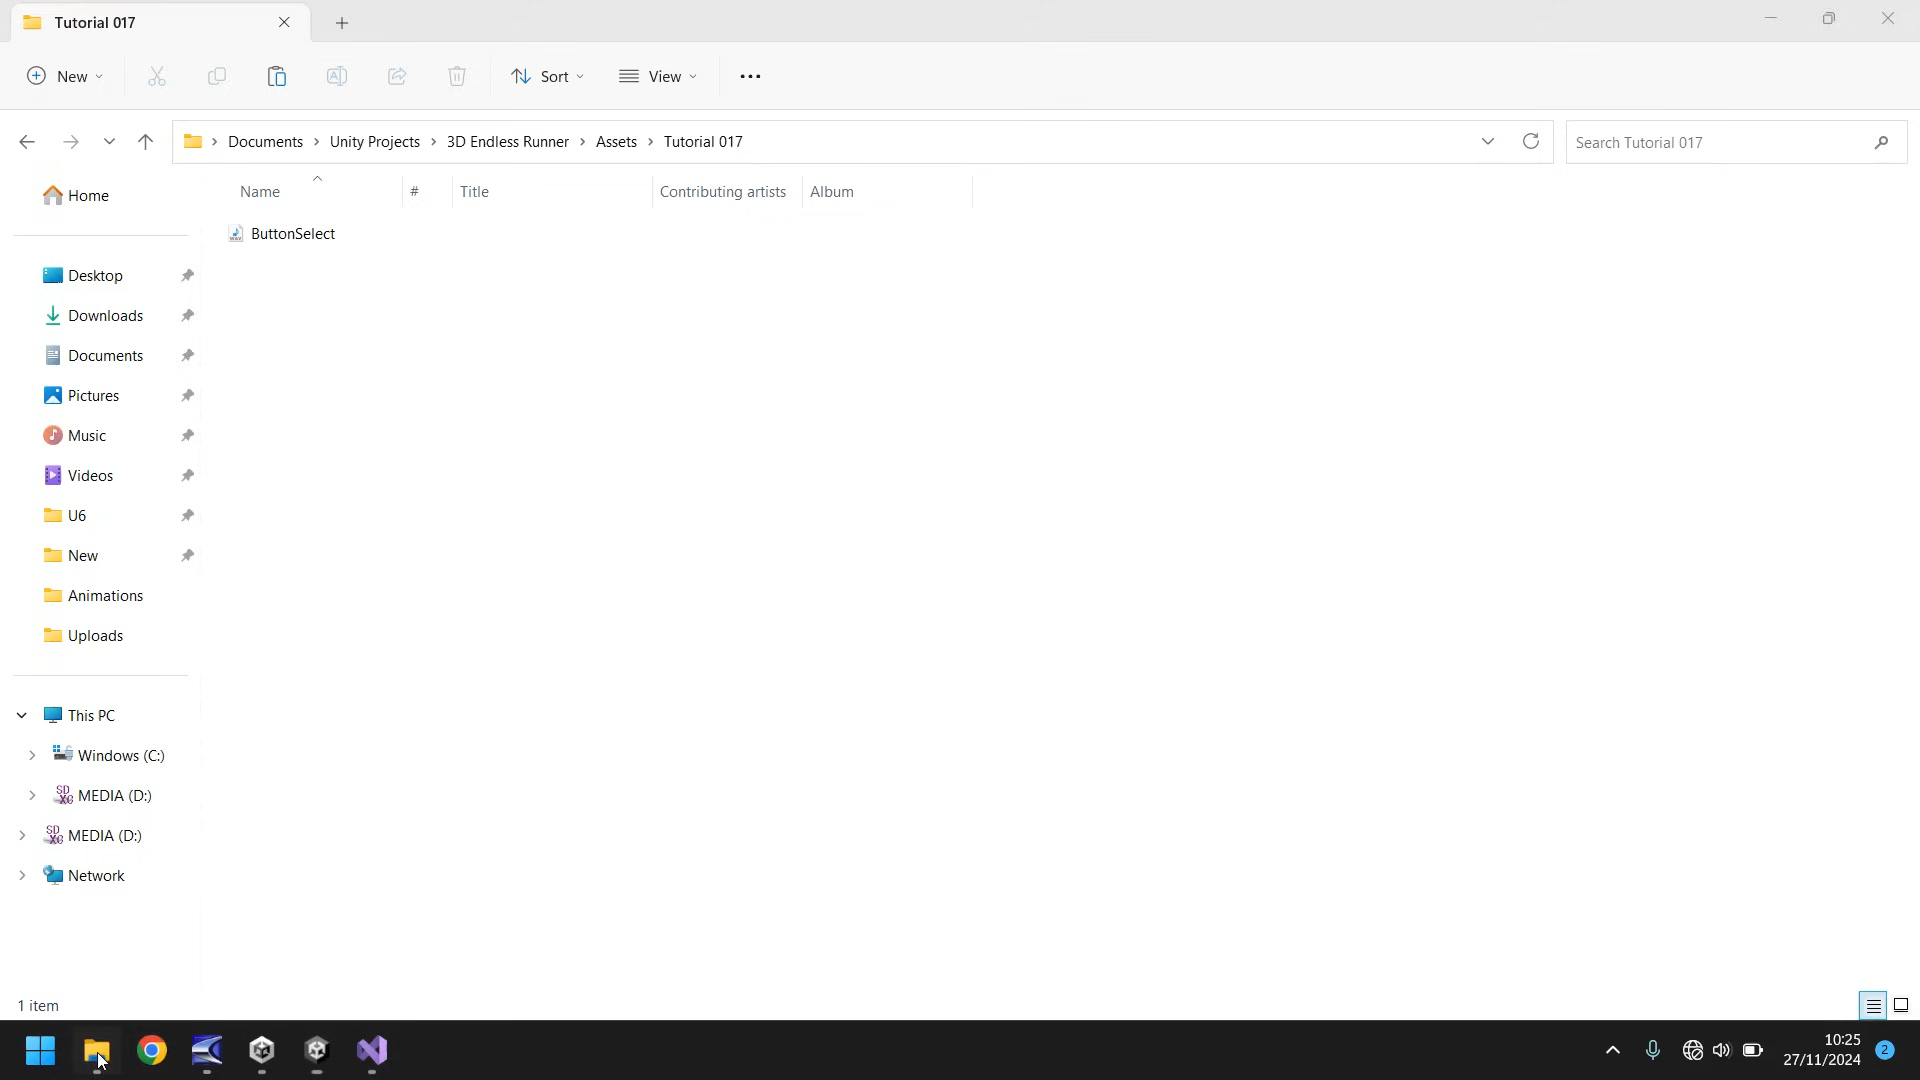 Tutorial 017
New
Sort
View
Documents
Unity Projects
3D Endless Runner
Assets
Tutorial 017
Search Tutorial 017
Home
Name
#
Title
Contributing artists
Album
ButtonSelect
Desktop
Downloads
Documents
Pictures
Music
Videos
U6
New
Animations
Uploads
This PC
Windows (C:)
MEDIA (D:)
MEDIA (D:)
Network
1 item
10:25
27/11/2024
2